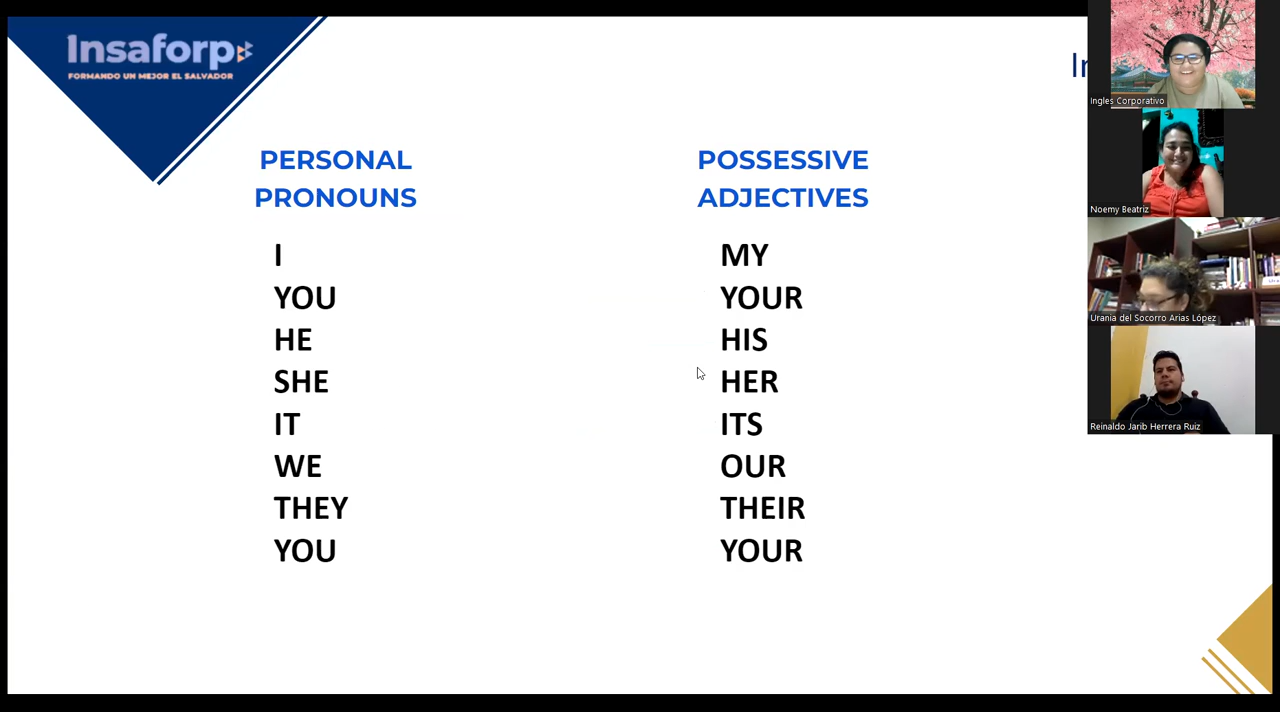 Insaforp
FORMANDO UN MEJOR EL SALVADOR
PERSONAL
PRONOUNS
I
YOU
HE
SHE
IT
WE
THEY
YOU
POSSESSIVE
ADJECTIVES
MY
YOUR
HIS
HER
ITS
OUR
THEIR
YOUR
Ingles Corporativo
Noemy Beatriz
Urania del Socorro Arias López
Reinaldo Jarib Herrera Ruiz